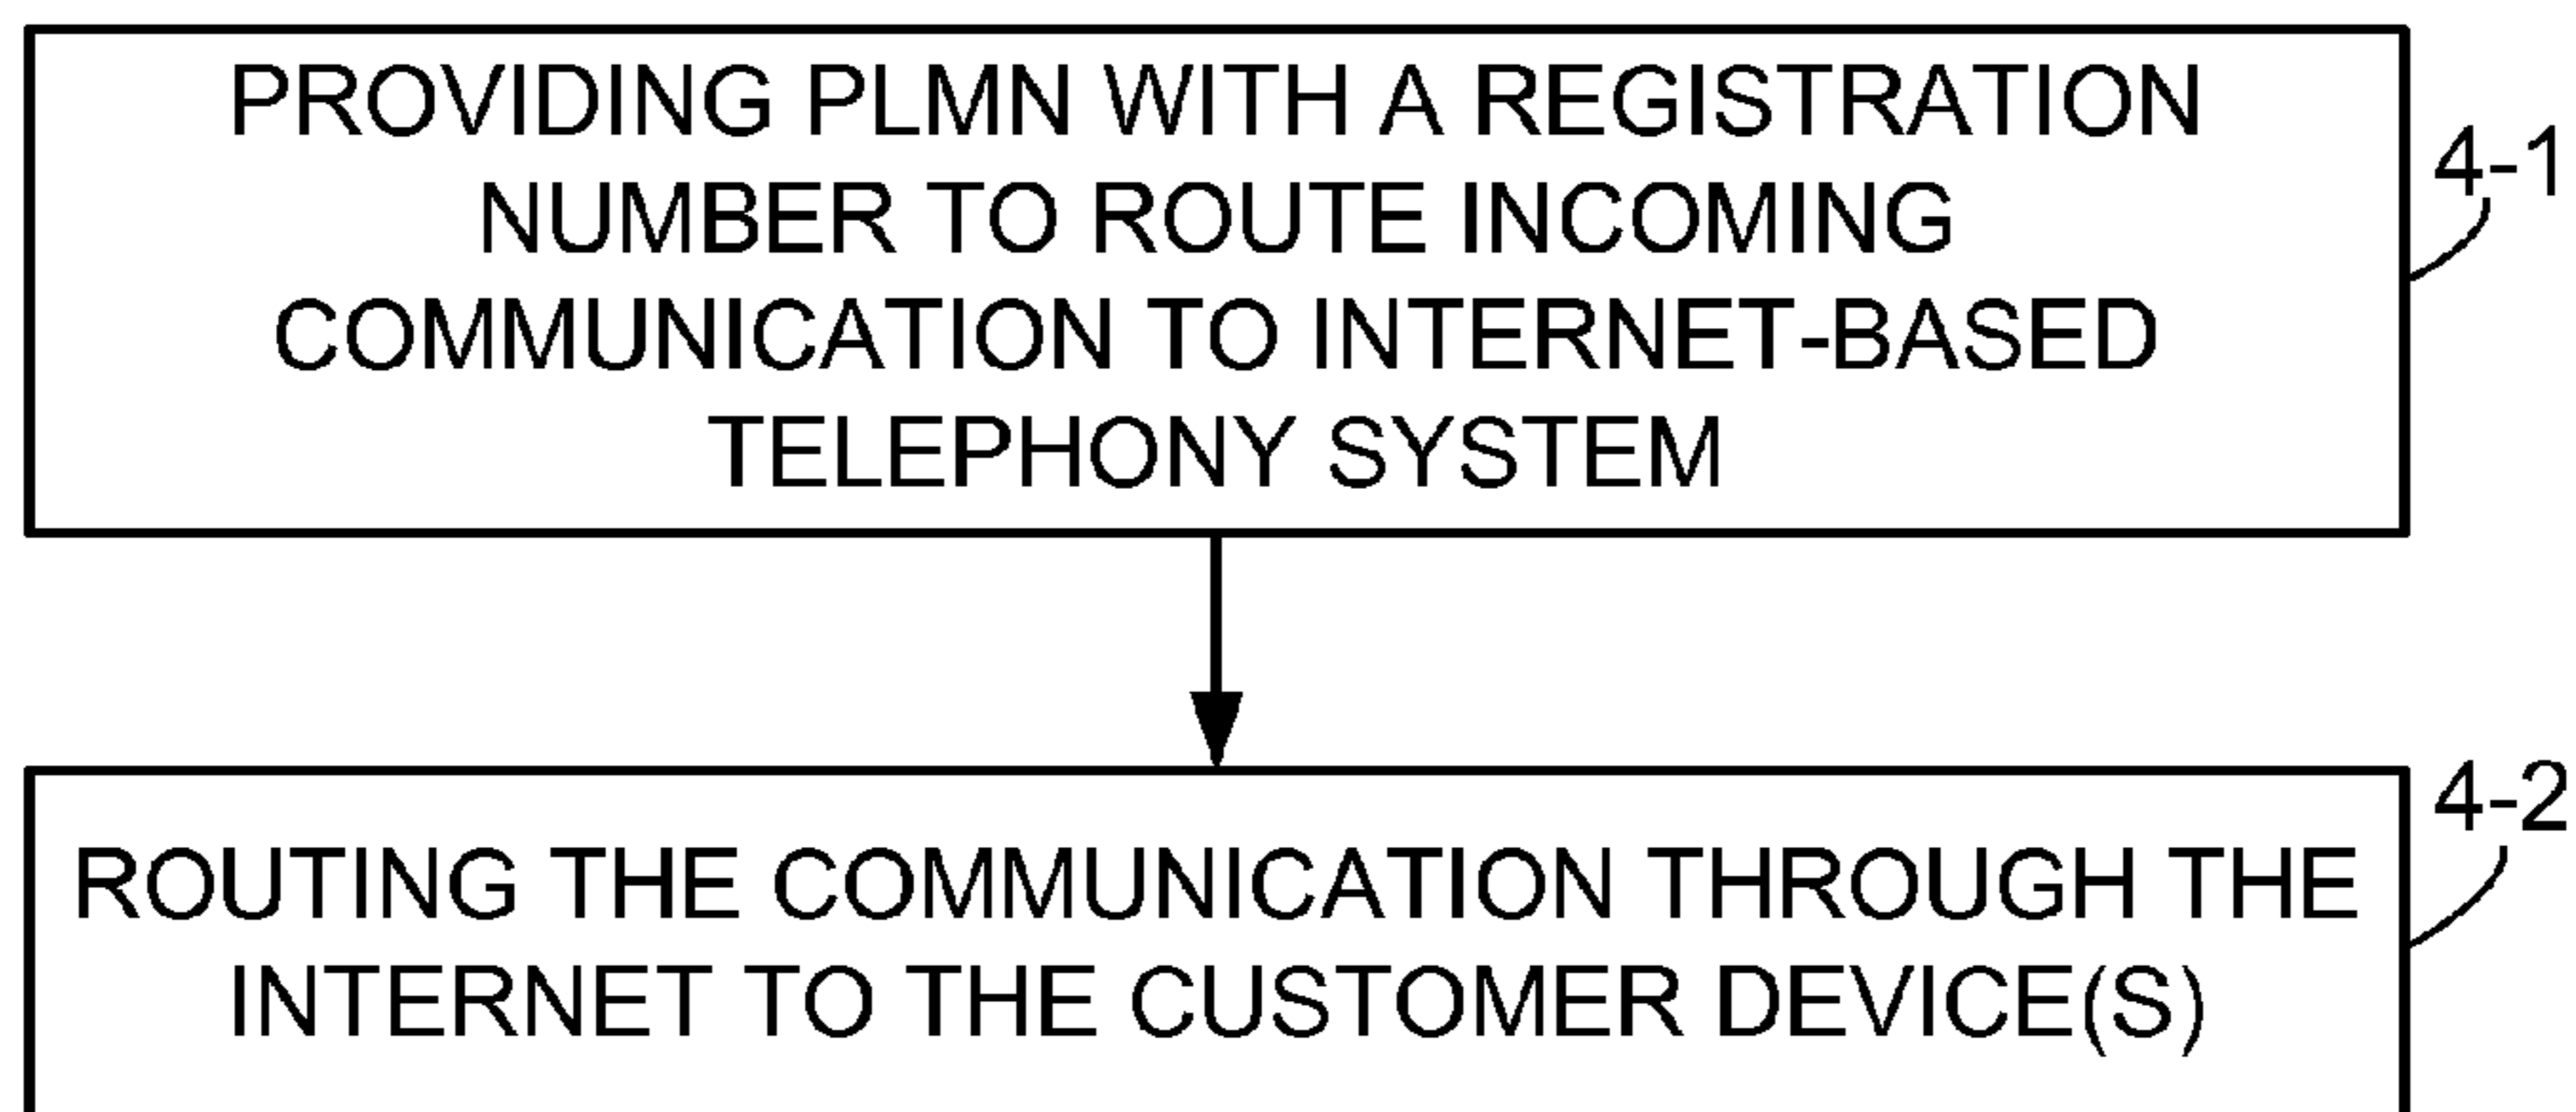 PROVIDING PLMN WITH A REGISTRATION
NUMBER TO ROUTE INCOMING
COMMUNICATION TO INTERNET-BASED
TELEPHONY SYSTEM
4-1
ROUTING THE COMMUNICATION THROUGH THE
INTERNET TO THE CUSTOMER DEVICE(S)
4-2